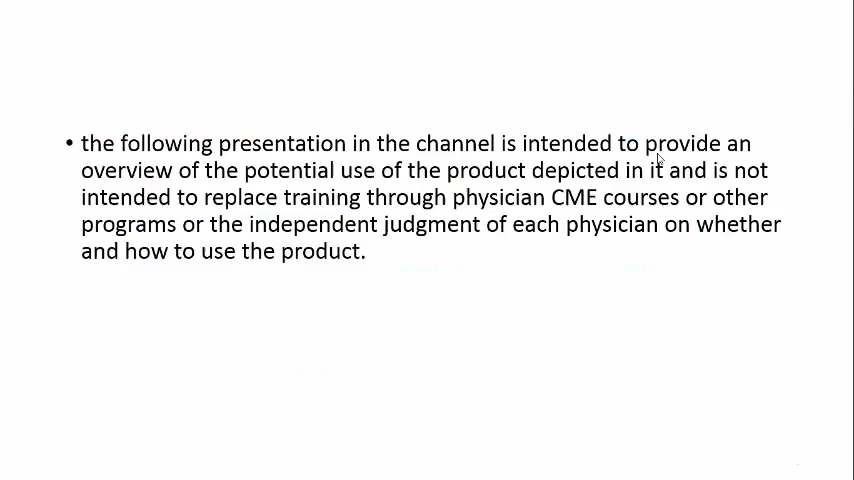 • the following presentation in the channel is intended to provide an
overview of the potential use of the product depicted in it and is not
intended to replace training through physician CME courses or other
programs or the independent judgment of each physician on whether
and how to use the product.